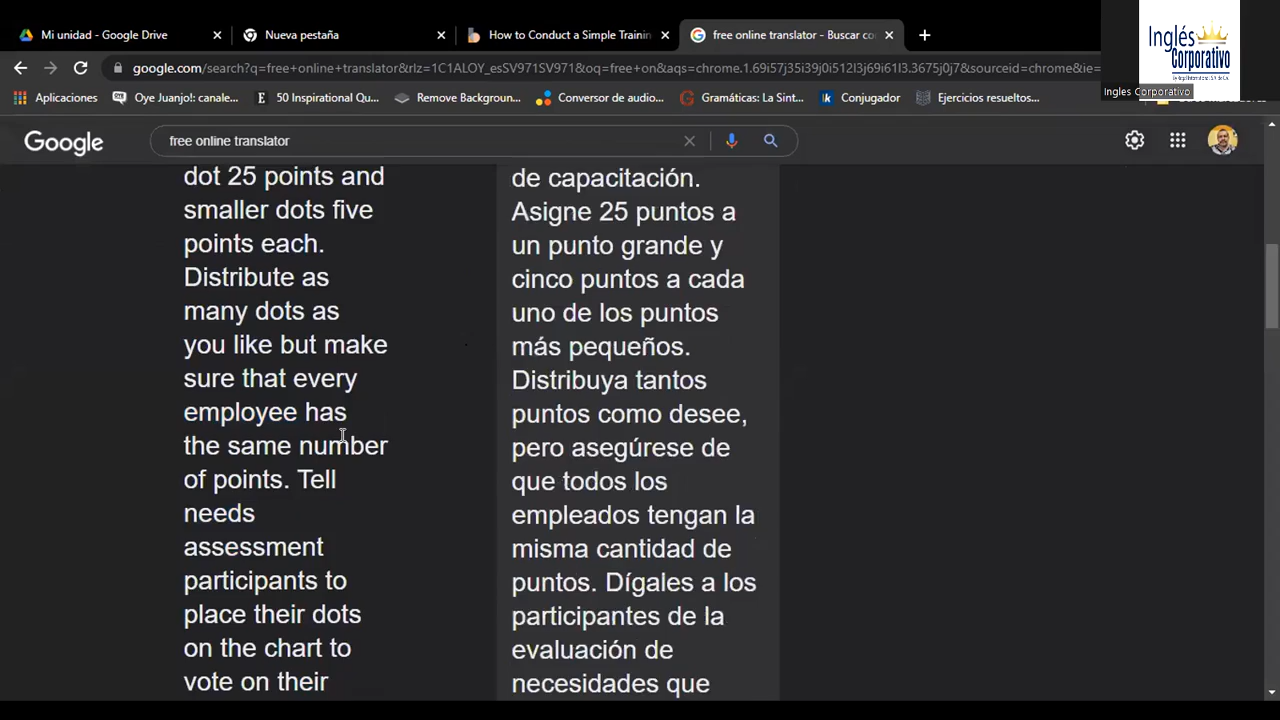 Mi unidad - Google Drive
Nueva pestaña
How to Conduct a Simple Trainin
free online translator - Buscar co
Inglés
Corporativo
Ingles Corporativo
google.com/search?q=free+online+translator&rlz=1C1ALOY_esSV971SV971&oq=free+on&aqs=chrome.1.69i57j35i39j0i512l3j69i61l3.3675j0j7&sourceid=chrome&ie=
Aplicaciones
Oye Juanjo!: canale...
50 Inspirational Qu...
Remove Backgroun...
Conversor de audio...
Gramáticas: La Sint...
Conjugador
Ejercicios resueltos...
Google
free online translator
dot 25 points and
smaller dots five
points each.
Distribute as
many dots as
you like but make
sure that every
employee has
the same number
of points. Tell
needs
assessment
participants to
place their dots
on the chart to
vote on their
de capacitación.
Asigne 25 puntos a
un punto grande y
cinco puntos a cada
uno de los puntos
más pequeños.
Distribuya tantos
puntos como desee,
pero asegúrese de
que todos los
empleados tengan la
misma cantidad de
puntos. Dígales a los
participantes de la
evaluación de
necesidades que